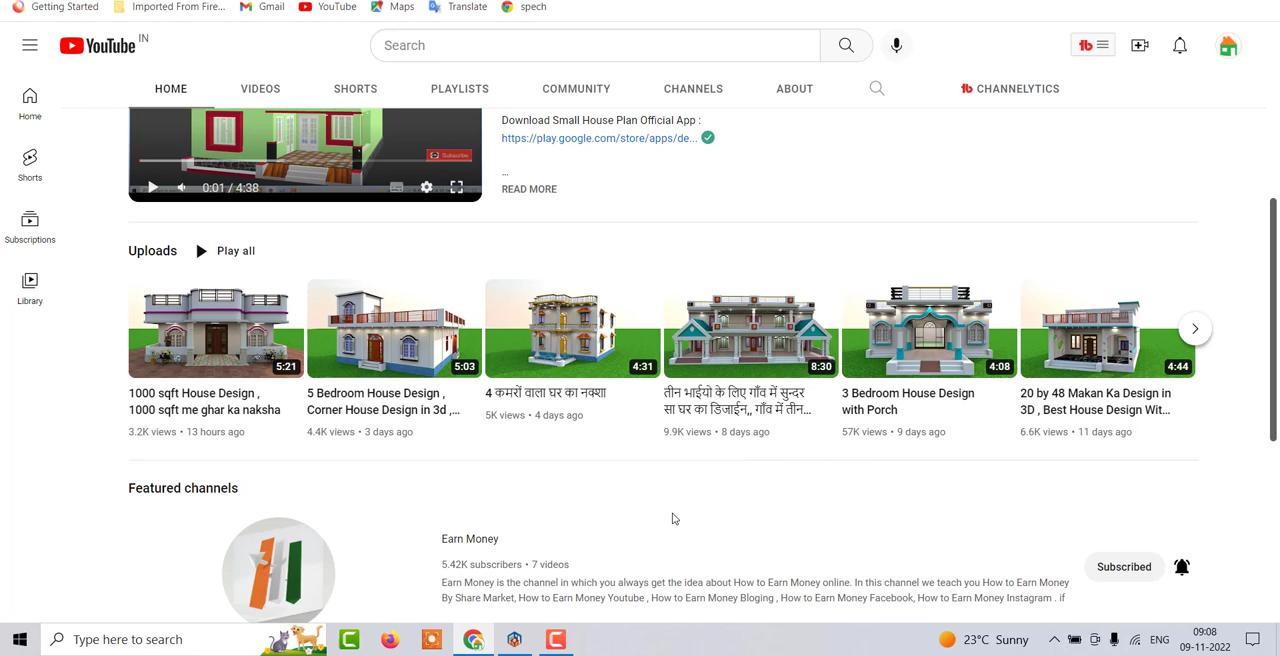 Getting Started Imported From Fire... Gmail YouTube Maps Translate spech
YouTube IN
Search
HOME VIDEOS SHORTS PLAYLISTS COMMUNITY CHANNELS ABOUT tb CHANNELYTICS
Home
Shorts
Subscriptions
Library
Subscribe
0:01 / 4:38
Download Small House Plan Official App :
https://play.google.com/store/apps/de...
...
READ MORE
Uploads Play all
5:21
5:03
4:31
8:30
4:08
4:44
1000 sqft House Design ,
1000 sqft me ghar ka naksha
3.2K views • 13 hours ago
5 Bedroom House Design ,
Corner House Design in 3d ,...
4.4K views • 3 days ago
4 कमरों वाला घर का नक्शा
5K views • 4 days ago
तीन भाईयो के लिए गाँव में सुन्दर
सा घर का डिजाईन,, गाँव में तीन...
9.9K views • 8 days ago
3 Bedroom House Design
with Porch
57K views • 9 days ago
20 by 48 Makan Ka Design in
3D , Best House Design Wit...
6.6K views • 11 days ago
Featured channels
Earn Money
5.42K subscribers • 7 videos
Earn Money is the channel in which you always get the idea about How to Earn Money online. In this channel we teach you How to Earn Money
By Share Market, How to Earn Money Youtube , How to Earn Money Bloging , How to Earn Money Facebook, How to Earn Money Instagram . if
Subscribed
Type here to search
23°C Sunny
ENG
09:08
09-11-2022